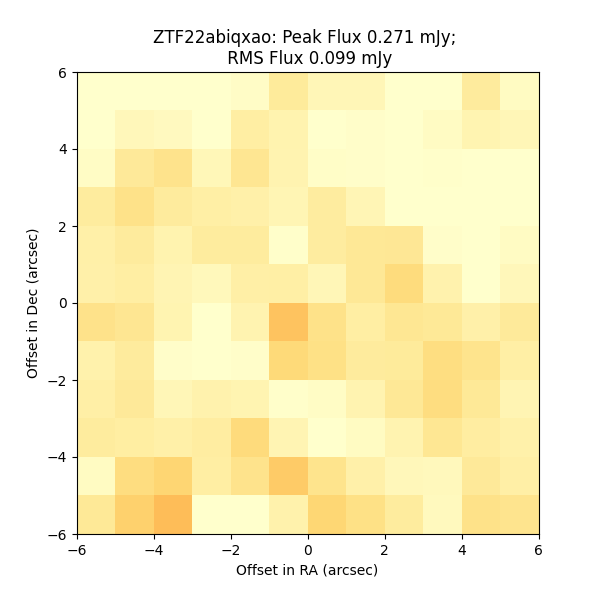 ZTF22abiqxao: Peak Flux 0.271 mJy;
RMS Flux 0.099 mJy
6
4
2
0
−2
−4
−6
Offset in Dec (arcsec)
−6 −4 −2 0 2 4 6
Offset in RA (arcsec)